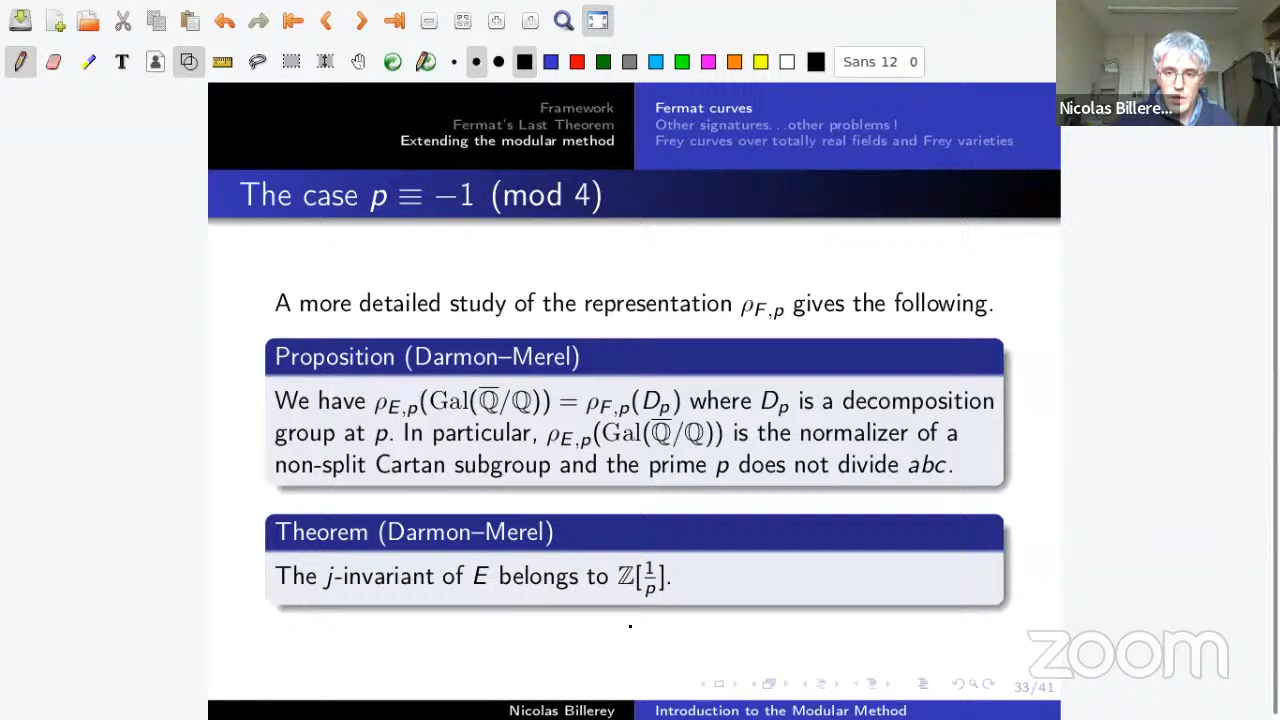 Sans 12 0
Nicolas Billere...
Framework
Fermat's Last Theorem
Extending the modular method
Fermat curves
Other signatures...other problems!
Frey curves over totally real fields and Frey varieties
The case p ≡ −1 (mod 4)
A more detailed study of the representation ρ_{F,p} gives the following.
Proposition (Darmon–Merel)
We have ρ_{E,p}(Gal(Q̅/Q)) = ρ_{F,p}(D_p) where D_p is a decomposition
group at p. In particular, ρ_{E,p}(Gal(Q̅/Q)) is the normalizer of a
non-split Cartan subgroup and the prime p does not divide abc.
Theorem (Darmon–Merel)
The j-invariant of E belongs to ℤ[1/p].
zoom
33/41
Nicolas Billerey
Introduction to the Modular Method